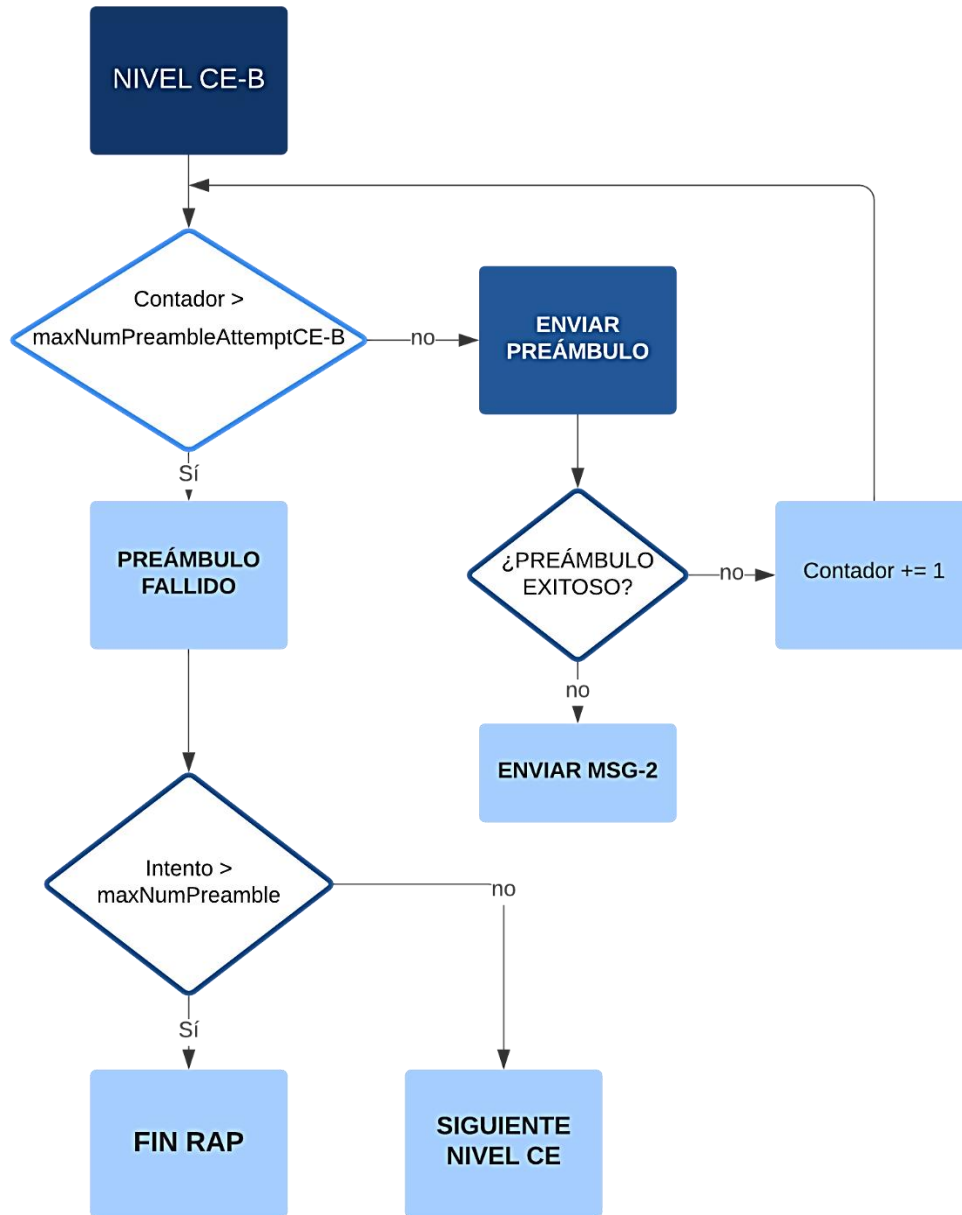 NIVEL CE-B
Contador >
maxNumPreambleAttemptCE-B
no
ENVIAR
PREÁMBULO
Sí
PREÁMBULO
FALLIDO
¿PREÁMBULO
EXITOSO?
no
Contador += 1
no
ENVIAR MSG-2
Intento >
maxNumPreamble
no
Sí
FIN RAP
SIGUIENTE
NIVEL CE